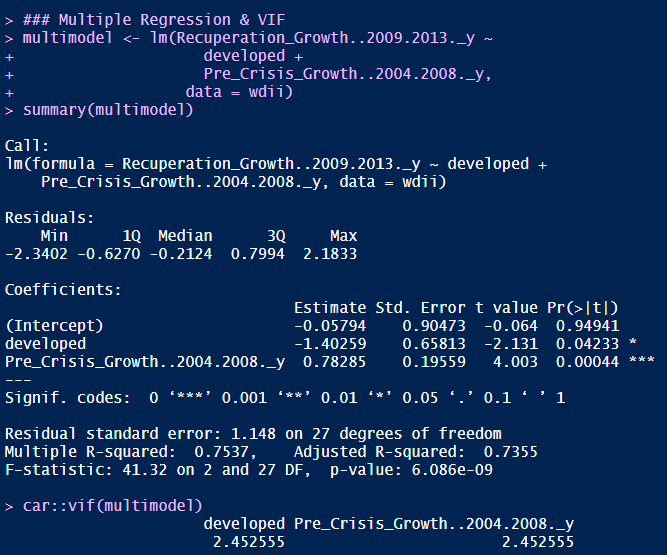 > ### Multiple Regression & VIF
> multimodel <- lm(Recuperation_Growth..2009.2013._y ~
+                     developed +
+                     Pre_Crisis_Growth..2004.2008._y,
+                   data = wdii)
> summary(multimodel)

Call:
lm(formula = Recuperation_Growth..2009.2013._y ~ developed +
    Pre_Crisis_Growth..2004.2008._y, data = wdii)

Residuals:
    Min      1Q  Median      3Q     Max
-2.3402 -0.6270 -0.2124  0.7994  2.1833

Coefficients:
                                Estimate Std. Error t value Pr(>|t|)
(Intercept)                     -0.05794    0.90473  -0.064  0.94941
developed                       -1.40259    0.65813  -2.131  0.04233 *
Pre_Crisis_Growth..2004.2008._y  0.78285    0.19559   4.003  0.00044 ***
---
Signif. codes:  0 ‘***’ 0.001 ‘**’ 0.01 ‘*’ 0.05 ‘.’ 0.1 ‘ ’ 1

Residual standard error: 1.148 on 27 degrees of freedom
Multiple R-squared:  0.7537,    Adjusted R-squared:  0.7355
F-statistic: 41.32 on 2 and 27 DF,  p-value: 6.086e-09

> car::vif(multimodel)
                      developed Pre_Crisis_Growth..2004.2008._y
                       2.452555                        2.452555